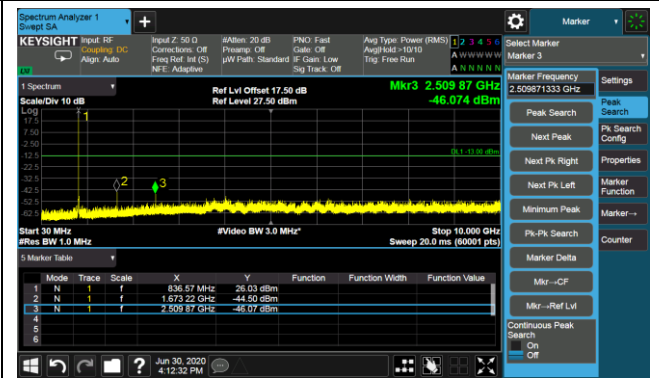 Spectrum Analyzer 1
Swept SA
+
Marker
KEYSIGHT
Input: RF
Coupling: DC
Align: Auto
Input Z: 50 Ω
Corrections: Off
Freq Ref: Int (S)
NFE: Adaptive
#Atten: 20 dB
Preamp: Off
µW Path: Standard
PNO: Fast
Gate: Off
IF Gain: Low
Sig Track: Off
Avg Type: Power (RMS)
Avg|Hold:>10/10
Trig: Free Run
1 2 3 4 5 6
A W W W W W
A N N N N N
Select Marker
Marker 3
1 Spectrum
Scale/Div 10 dB
Ref Lvl Offset 17.50 dB
Ref Level 27.50 dBm
Mkr3 2.509 87 GHz
-46.074 dBm
Log
17.5
7.50
-2.50
-12.5
-22.5
-32.5
-42.5
-52.5
-62.5
1
2
3
DL1 -13.00 dBm
Start 30 MHz
#Res BW 1.0 MHz
#Video BW 3.0 MHz*
Stop 10.000 GHz
Sweep 20.0 ms (60001 pts)
5 Marker Table
Mode Trace Scale X Y Function Function Width Function Value
1 N 1 f 836.57 MHz 26.03 dBm
2 N 1 f 1.673 22 GHz -44.50 dBm
3 N 1 f 2.509 87 GHz -46.07 dBm
4
5
6
Marker Frequency
2.509871333 GHz
Peak Search
Next Peak
Next Pk Right
Next Pk Left
Minimum Peak
Pk-Pk Search
Marker Delta
Mkr→CF
Mkr→Ref Lvl
Continuous Peak
Search
On
Off
Settings
Peak
Search
Pk Search
Config
Properties
Marker
Function
Marker→
Counter
?
Jun 30, 2020
4:12:32 PM